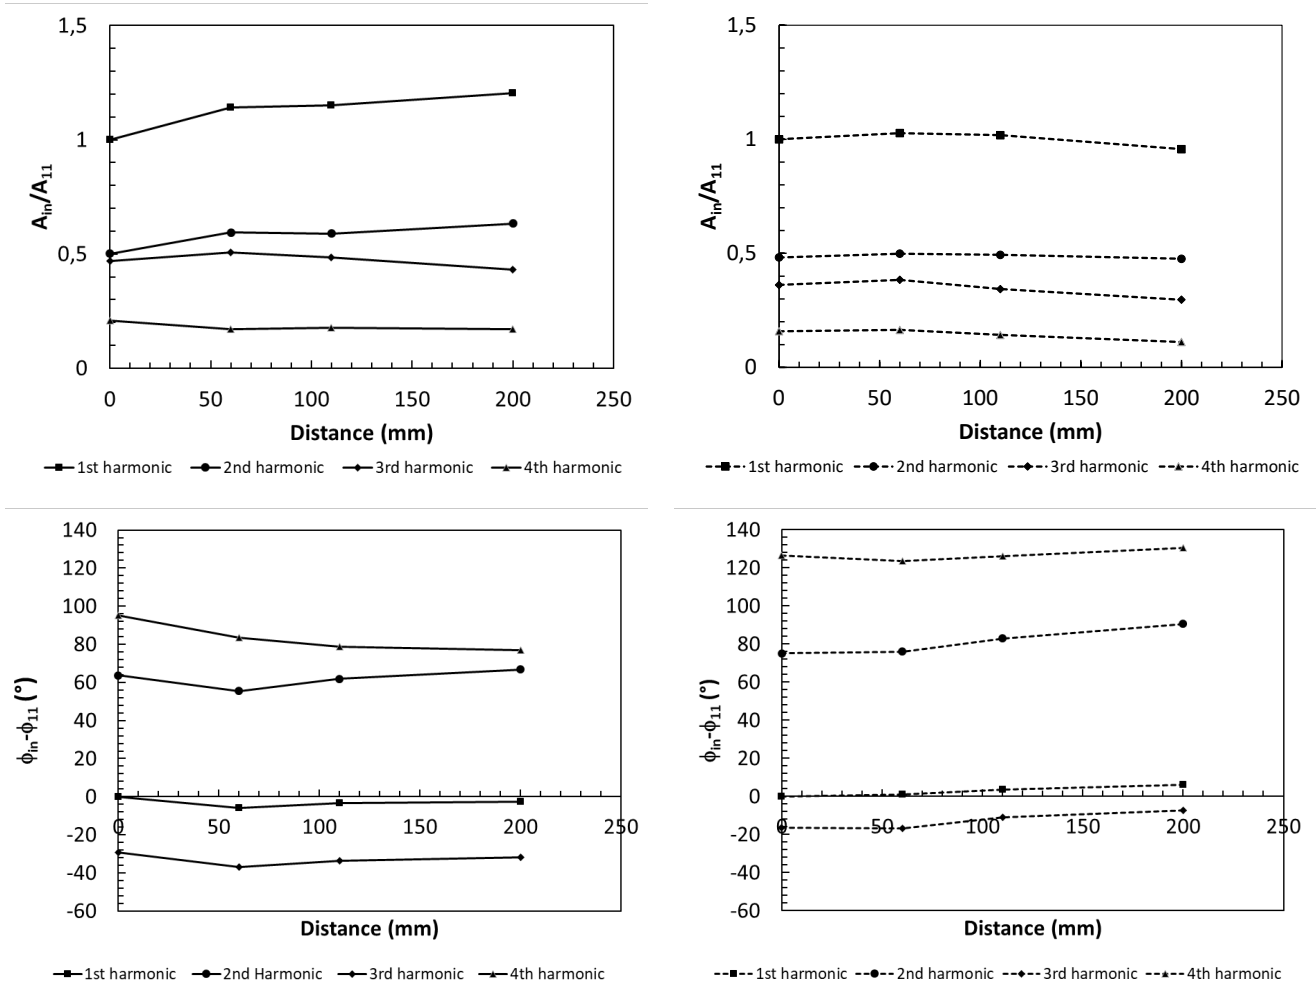 1,5
1
0,5
0
A_in/A_11
0 50 100 150 200 250
Distance (mm)
1st harmonic 2nd harmonic 3rd harmonic 4th harmonic
1,5
1
0,5
0
A_in/A_11
0 50 100 150 200 250
Distance (mm)
1st harmonic 2nd harmonic 3rd harmonic 4th harmonic
140
120
100
80
60
40
20
0
-20
-40
-60
ϕ_in-ϕ_11 (°)
0 50 100 150 200 250
Distance (mm)
1st harmonic 2nd Harmonic 3rd harmonic 4th harmonic
140
120
100
80
60
40
20
0
-20
-40
-60
ϕ_in-ϕ_11 (°)
0 50 100 150 200 250
Distance (mm)
1st harmonic 2nd harmonic 3rd harmonic 4th harmonic